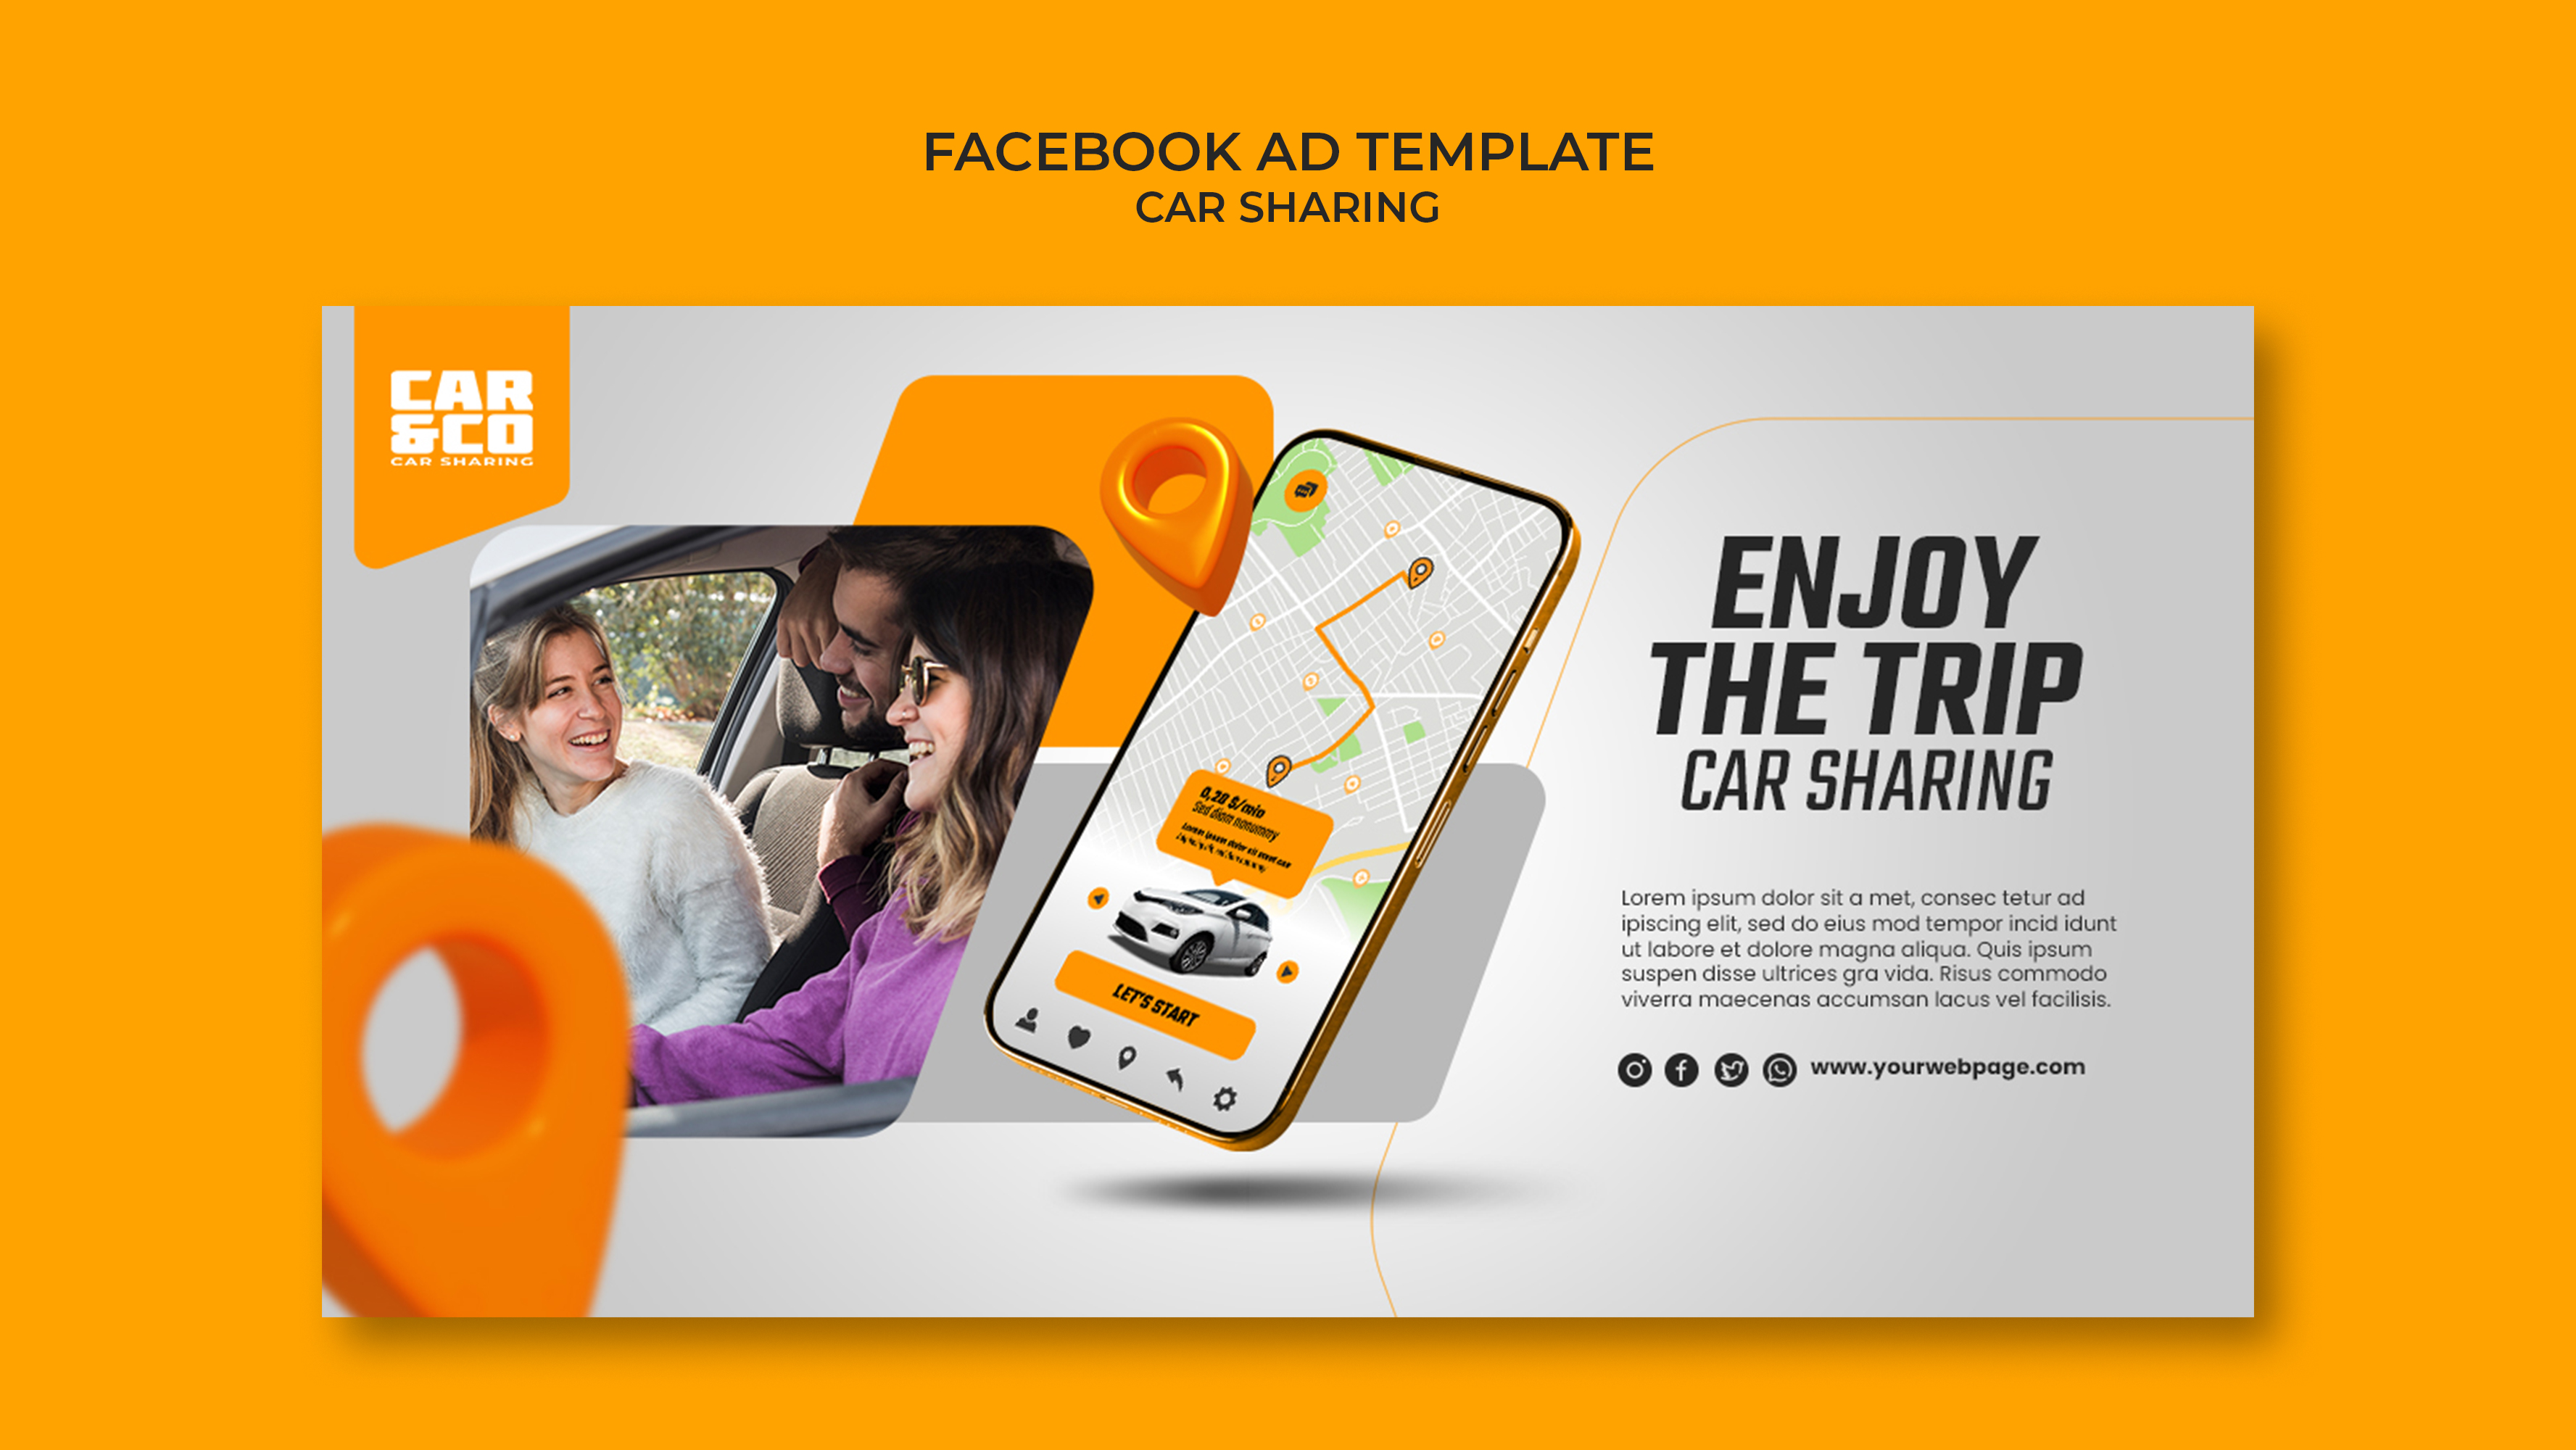 FACEBOOK AD TEMPLATE
CAR SHARING
CAR
&CO
CAR SHARING
0,20 $/min
Sed diam nonummy
Lorem ipsum dolor sit amet con
LET'S START
ENJOY
THE TRIP
CAR SHARING
Lorem ipsum dolor sit a met, consec tetur ad
ipiscing elit, sed do eius mod tempor incid idunt
ut labore et dolore magna aliqua. Quis ipsum
suspen disse ultrices gra vida. Risus commodo
viverra maecenas accumsan lacus vel facilisis.
www.yourwebpage.com